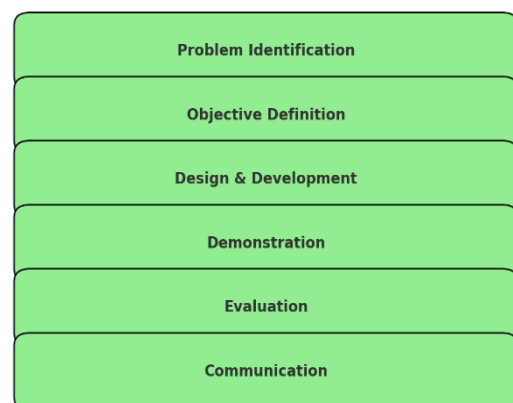 Problem Identification
Objective Definition
Design & Development
Demonstration
Evaluation
Communication